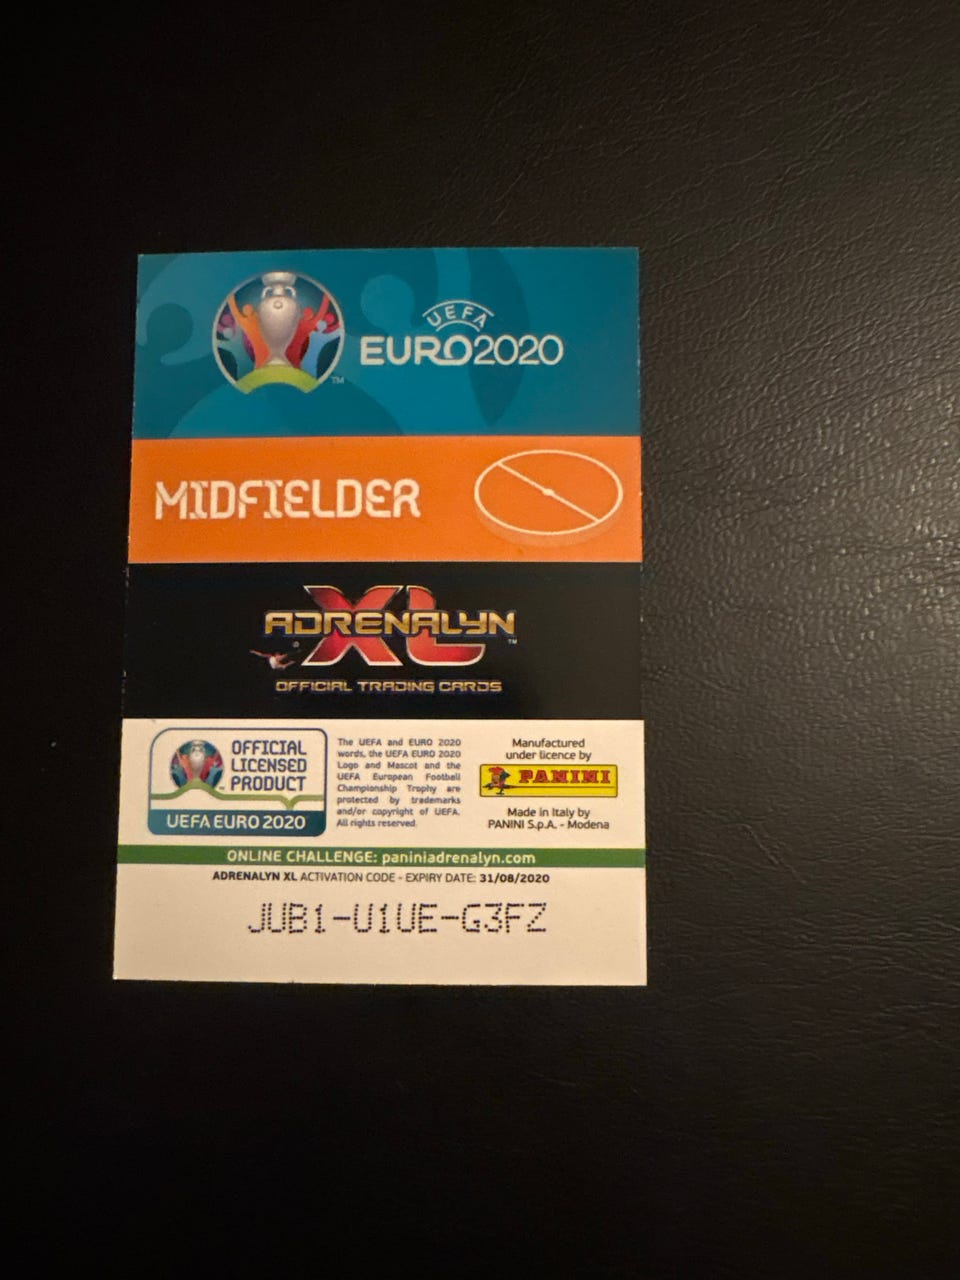 UEFA
EURO2020
TM
MIDFIELDER
ADRENALYN
XL
TM
OFFICIAL TRADING CARDS
OFFICIAL
LICENSED
PRODUCT
UEFA EURO 2020
The UEFA and EURO 2020
words, the UEFA EURO 2020
Logo and Mascot and the
UEFA European Football
Championship Trophy are
protected by trademarks
and/or copyright of UEFA.
All rights reserved.
Manufactured
under licence by
PANINI
Made in Italy by
PANINI S.p.A. - Modena
ONLINE CHALLENGE: paniniadrenalyn.com
ADRENALYN XL ACTIVATION CODE - EXPIRY DATE: 31/08/2020
JUB1-U1UE-G3FZ